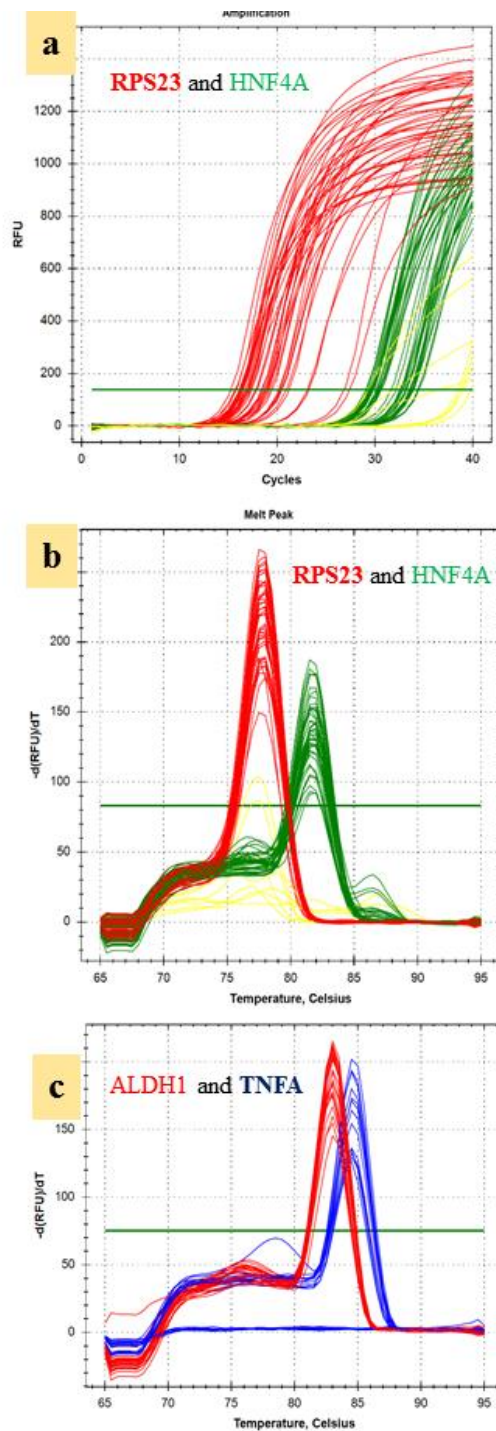 Amplification
a
RPS23 and HNF4A
1200
1000
800
600
400
200
0
RFU
0 10 20 30 40
Cycles
Melt Peak
b
RPS23 and HNF4A
200
150
100
50
0
-d(RFU)/dT
65 70 75 80 85 90 95
Temperature, Celsius
c
ALDH1 and TNFA
150
100
50
0
-d(RFU)/dT
65 70 75 80 85 90 95
Temperature, Celsius